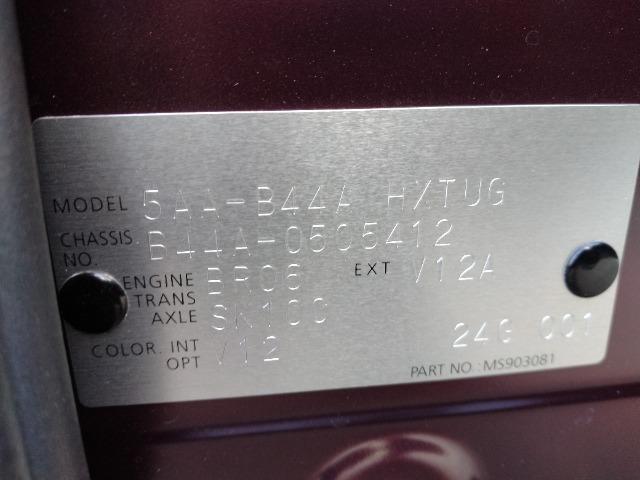 MODEL 5AA-B44A HXTUG
CHASSIS NO. B44A-0505412
ENGINE BR06 EXT V12A
TRANS AXLE
COLOR. INT V12 24G 001
OPT
PART NO.: MS903081